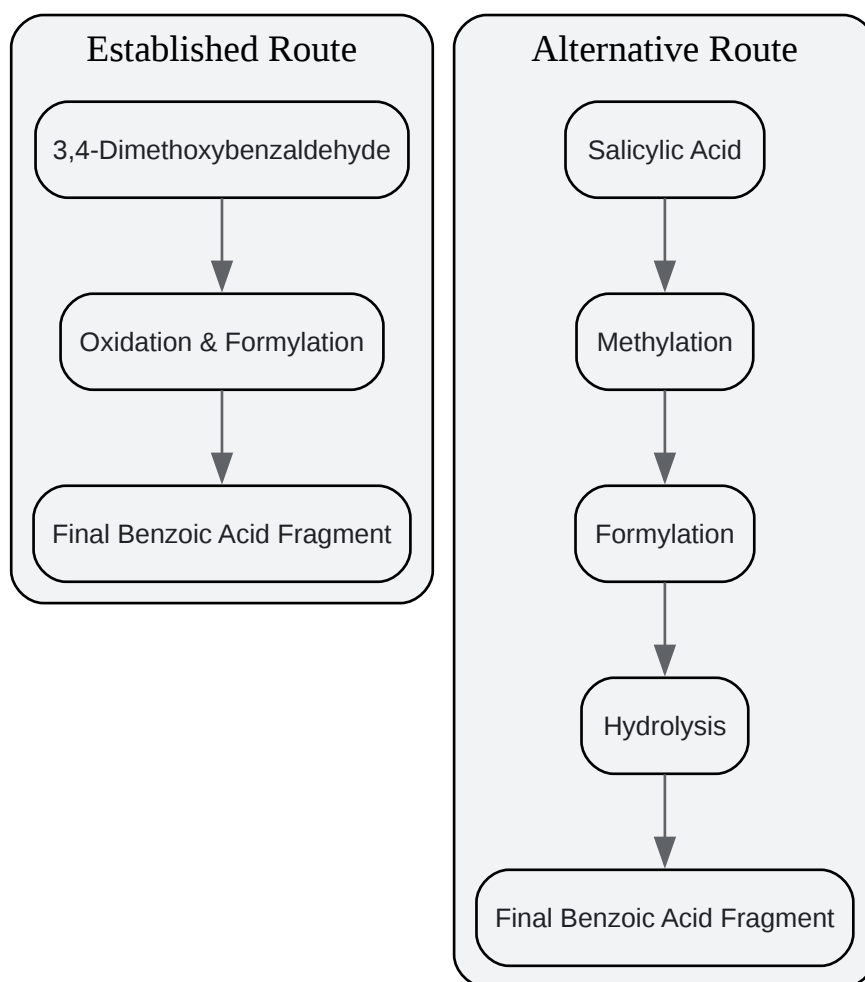 Established Route
3,4-Dimethoxybenzaldehyde
Oxidation & Formylation
Final Benzoic Acid Fragment
Alternative Route
Salicylic Acid
Methylation
Formylation
Hydrolysis
Final Benzoic Acid Fragment